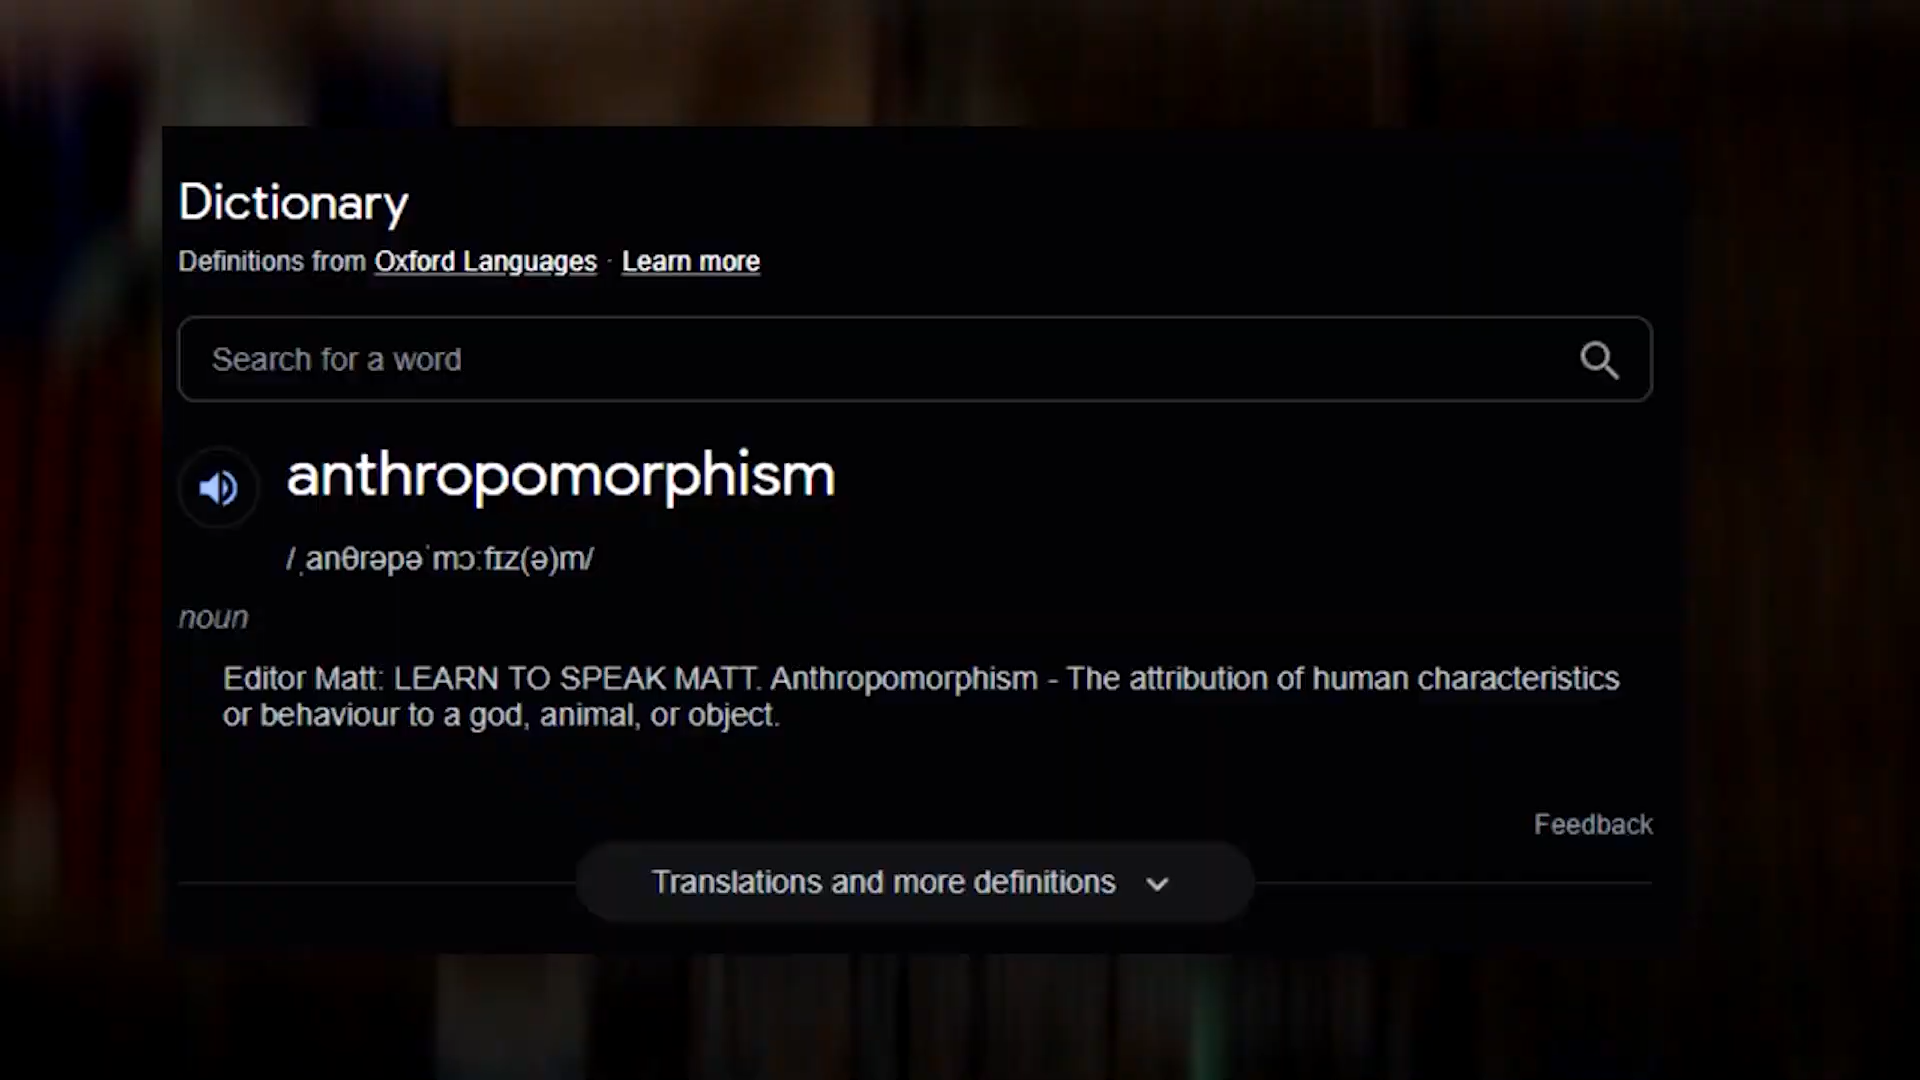 Dictionary
Definitions from Oxford Languages · Learn more
Search for a word
anthropomorphism
/ˌanθrəpəˈmɔːfɪz(ə)m/
noun
Editor Matt: LEARN TO SPEAK MATT. Anthropomorphism - The attribution of human characteristics
or behaviour to a god, animal, or object.
Feedback
Translations and more definitions